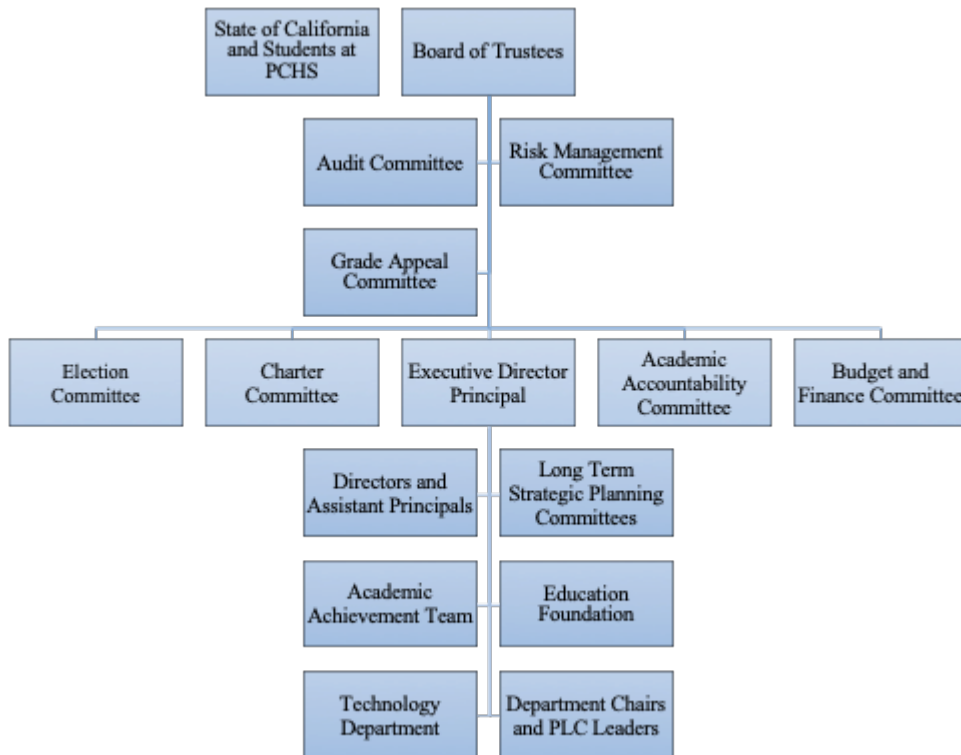 State of California
and Students at
PCHS
Board of Trustees
Audit Committee
Risk Management
Committee
Grade Appeal
Committee
Election
Committee
Charter
Committee
Executive Director
Principal
Academic
Accountability
Committee
Budget and
Finance Committee
Directors and
Assistant Principals
Long Term
Strategic Planning
Committees
Academic
Achievement Team
Education
Foundation
Technology
Department
Department Chairs
and PLC Leaders